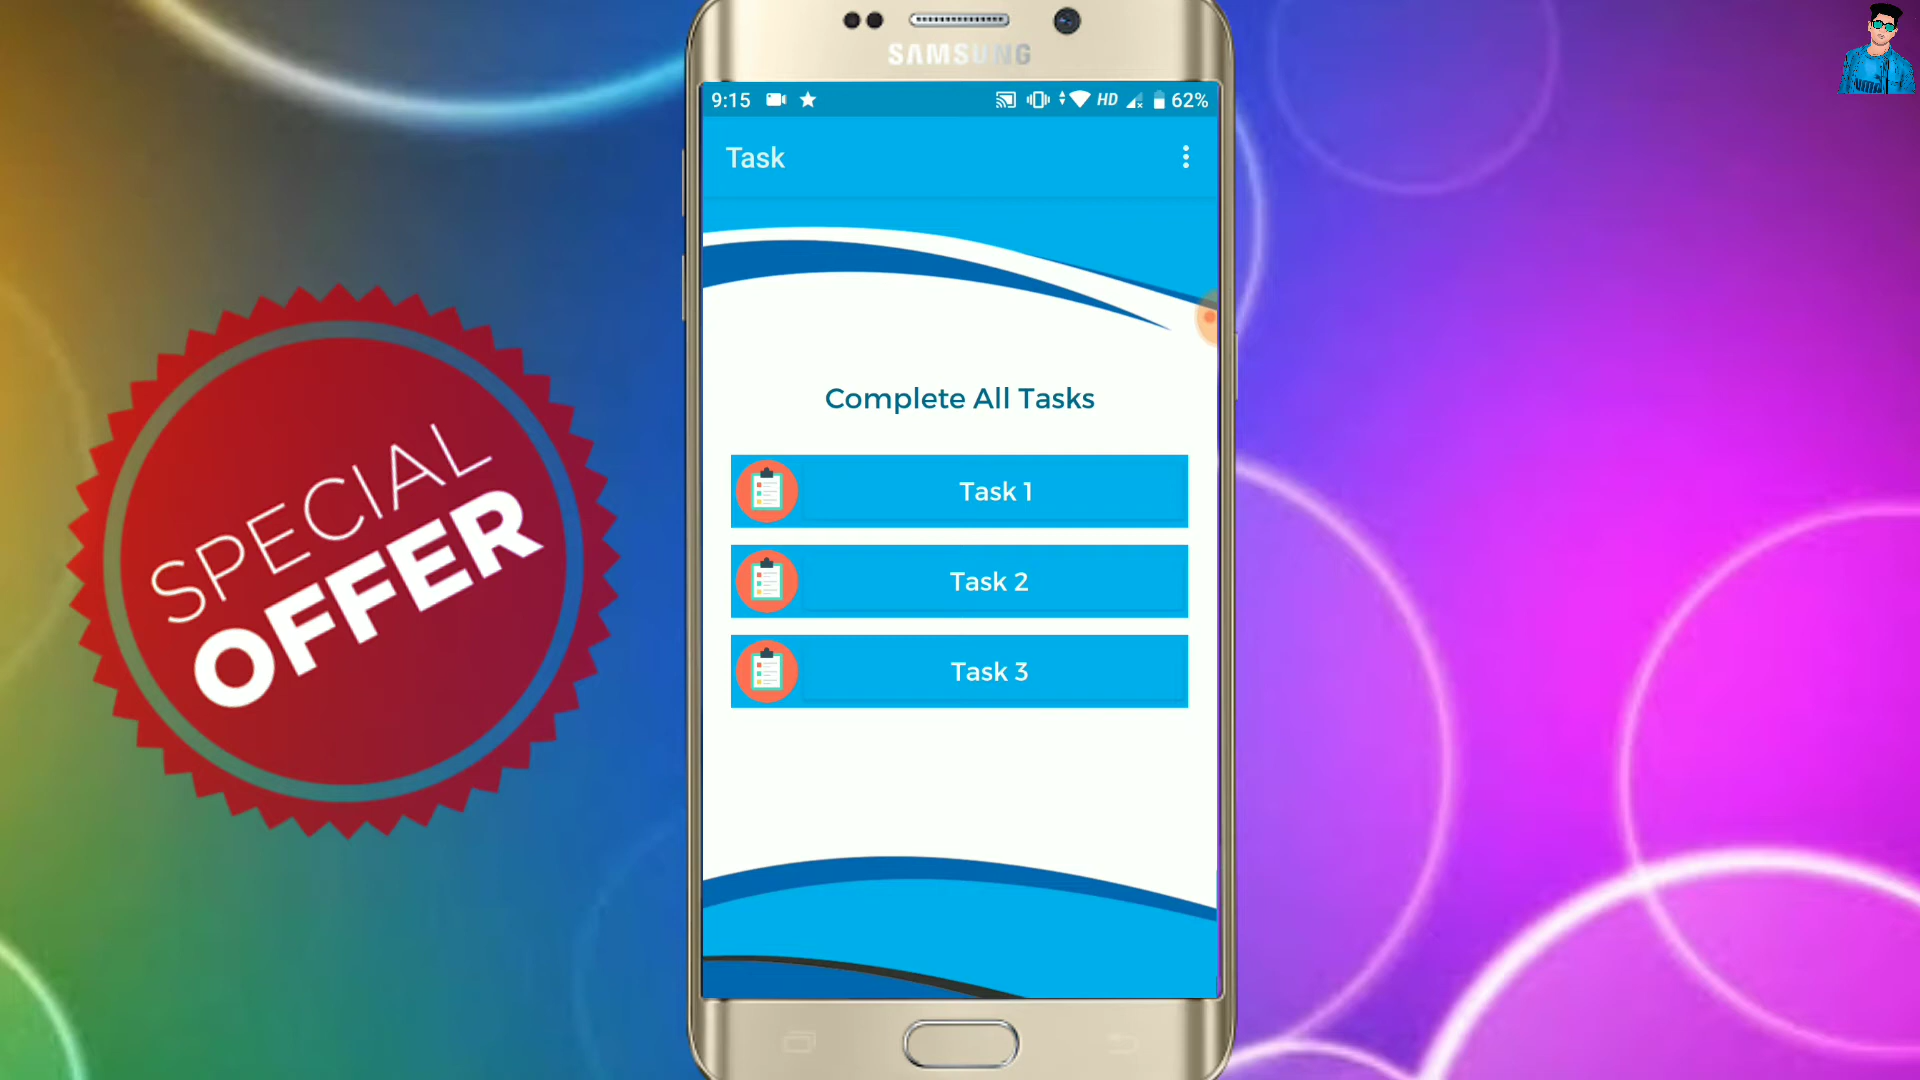 SAMSUNG
9:15 HD 62%
Task
Complete All Tasks
Task 1
Task 2
Task 3
SPECIAL
OFFER